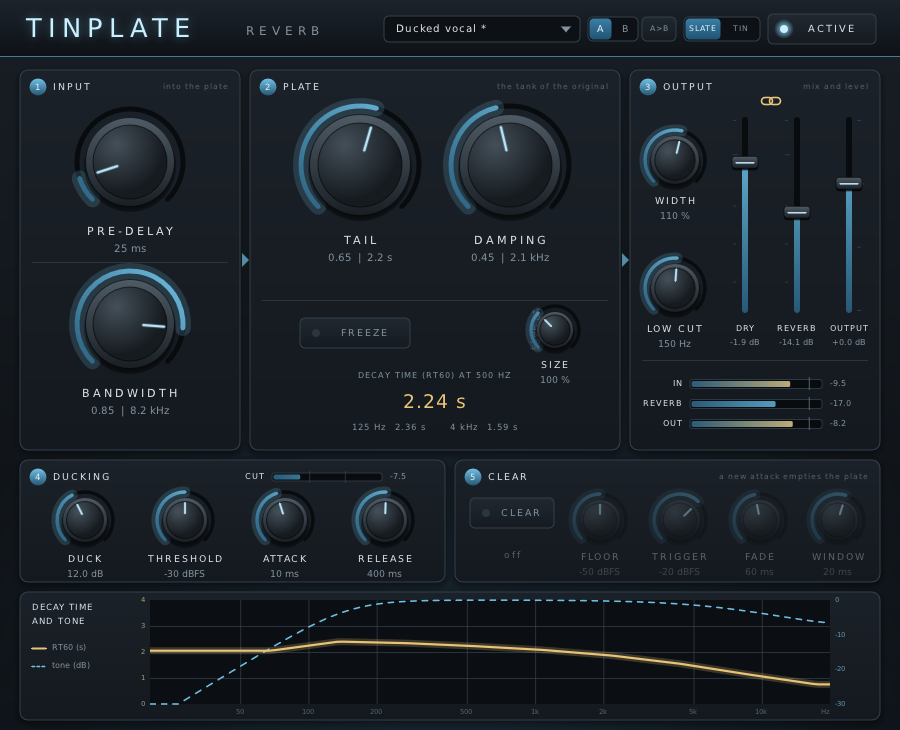 TINPLATE REVERB Ducked vocal * A B A>B SLATE TIN ACTIVE
1 INPUT into the plate
PRE-DELAY
25 ms
BANDWIDTH
0.85 | 8.2 kHz
2 PLATE the tank of the original
TAIL DAMPING
0.65 | 2.2 s 0.45 | 2.1 kHz
FREEZE
SIZE
100 %
DECAY TIME (RT60) AT 500 HZ
2.24 s
125 Hz 2.36 s 4 kHz 1.59 s
3 OUTPUT mix and level
WIDTH
110 %
LOW CUT
150 Hz
DRY REVERB OUTPUT
-1.9 dB -14.1 dB +0.0 dB
IN -9.5
REVERB -17.0
OUT -8.2
4 DUCKING CUT -7.5
DUCK THRESHOLD ATTACK RELEASE
12.0 dB -30 dBFS 10 ms 400 ms
5 CLEAR a new attack empties the plate
CLEAR
off
FLOOR TRIGGER FADE WINDOW
-50 dBFS -20 dBFS 60 ms 20 ms
DECAY TIME
AND TONE
RT60 (s)
tone (dB)
4
3
2
1
0
0
-10
-20
-30
50 100 200 500 1k 2k 5k 10k Hz